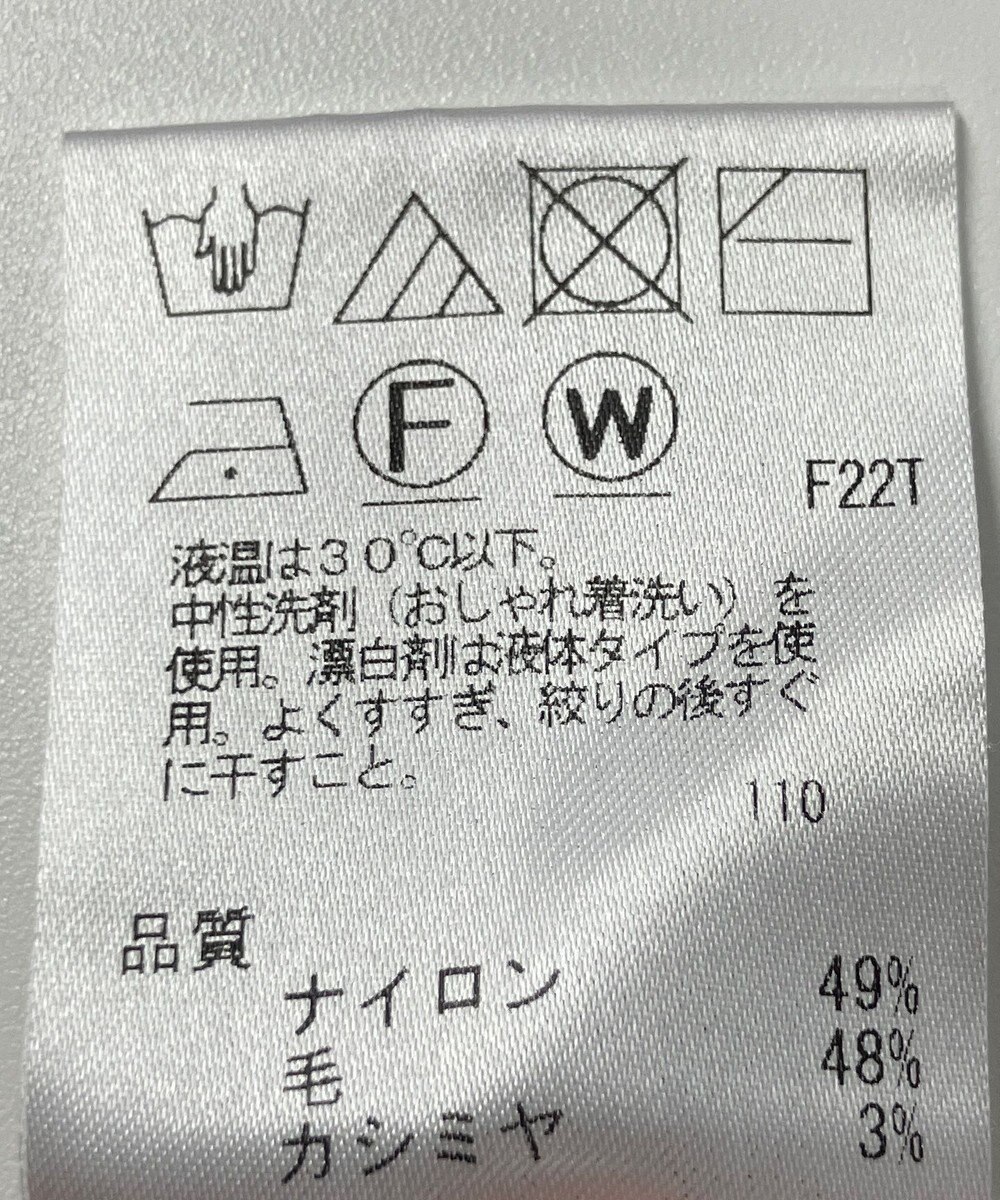 F
W
F22T
液温は30℃以下。
中性洗剤（おしゃれ着洗い）を
使用。漂白剤は液体タイプを使
用。よくすすぎ、絞りの後すぐ
に干すこと。
110
品質
ナイロン 49%
毛 48%
カシミヤ 3%